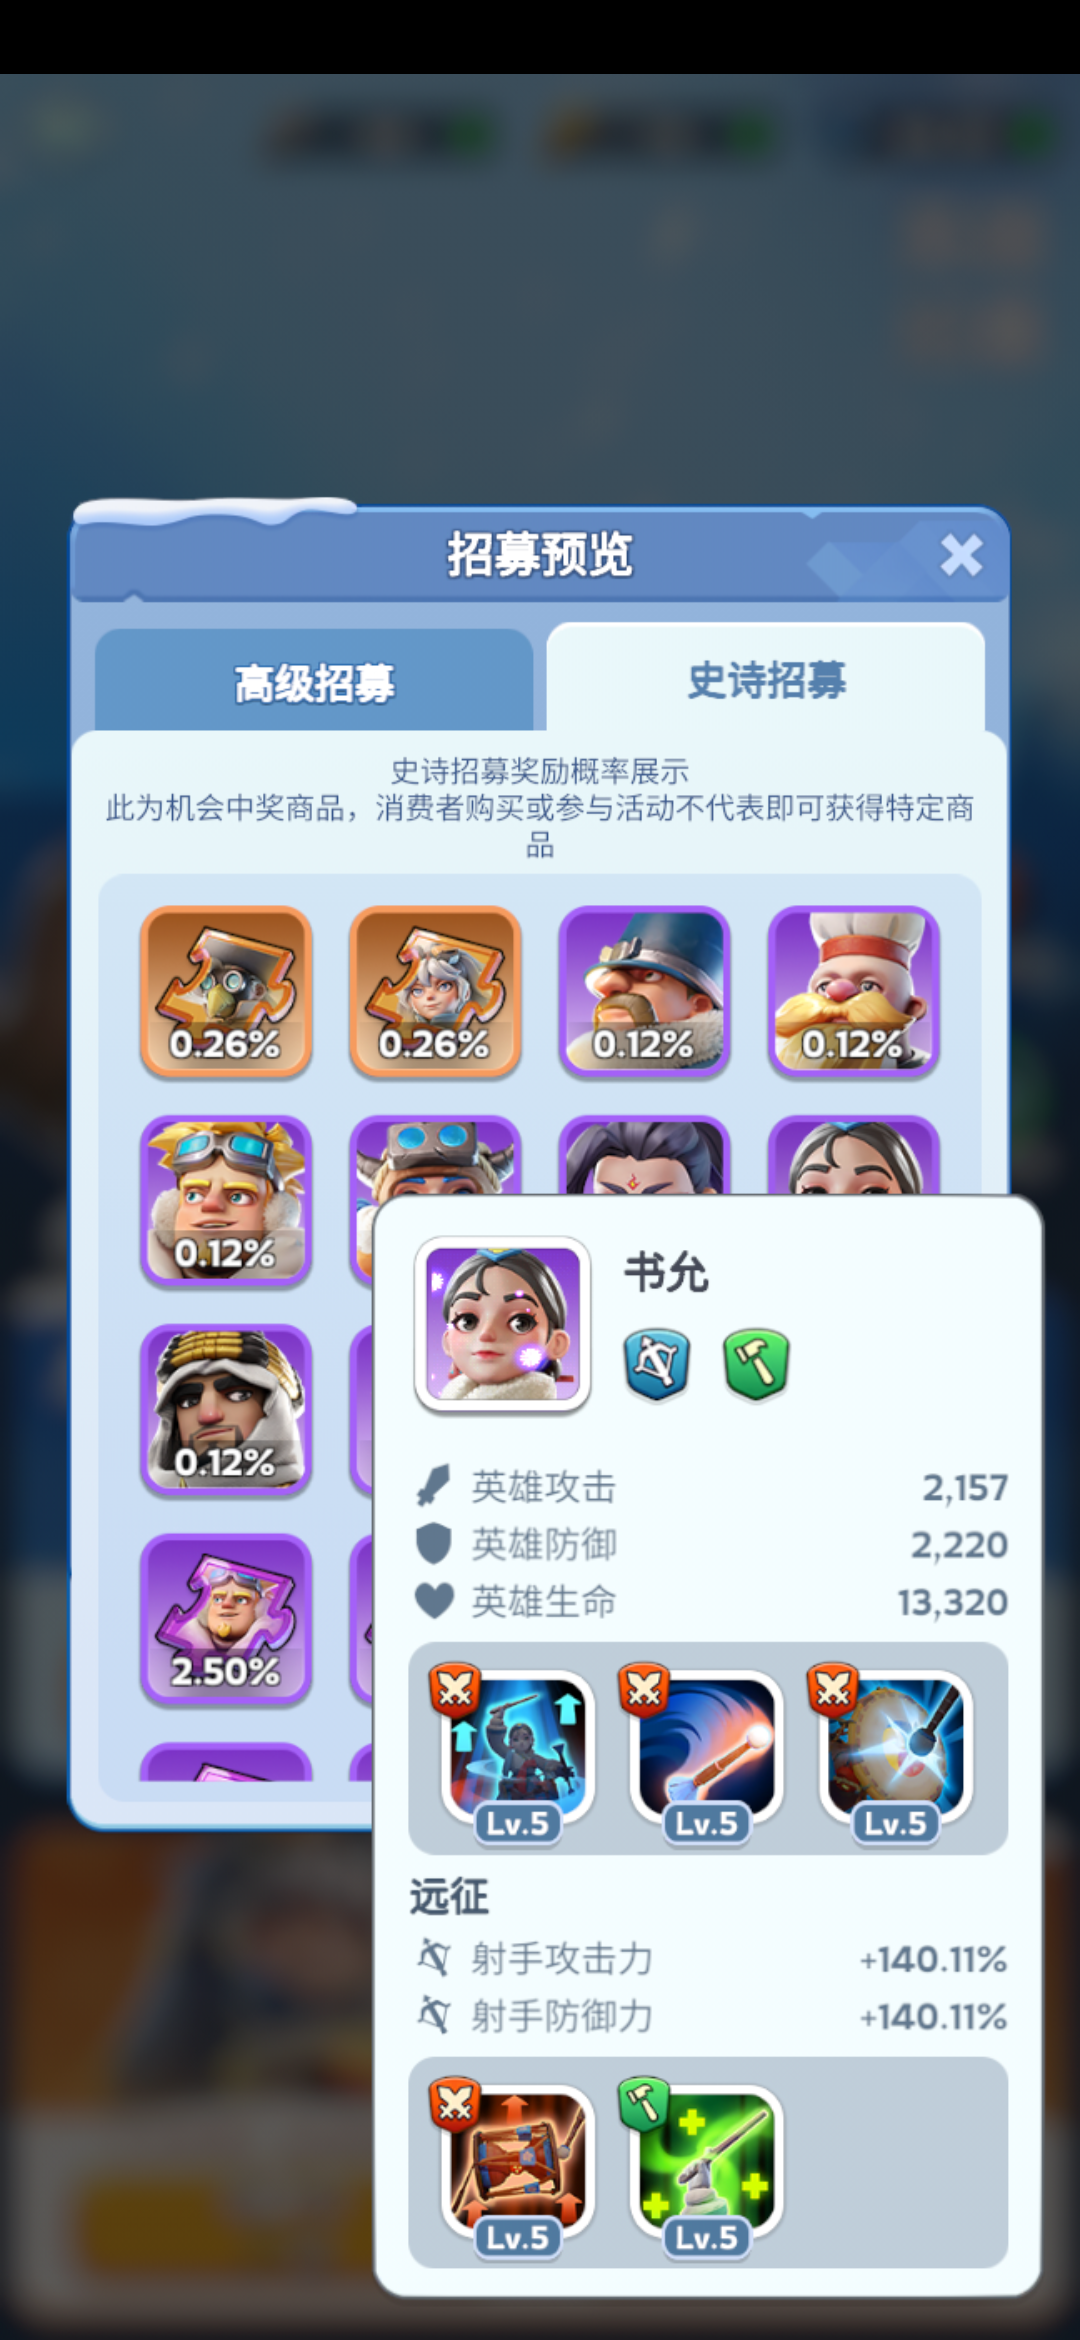 招募预览
高级招募
史诗招募
史诗招募奖励概率展示
此为机会中奖商品，消费者购买或参与活动不代表即可获得特定商
品
0.26%
0.26%
0.12%
0.12%
0.12%
0.12%
2.50%
书允
英雄攻击 2,157
英雄防御 2,220
英雄生命 13,320
Lv.5
Lv.5
Lv.5
远征
射手攻击力 +140.11%
射手防御力 +140.11%
Lv.5
Lv.5